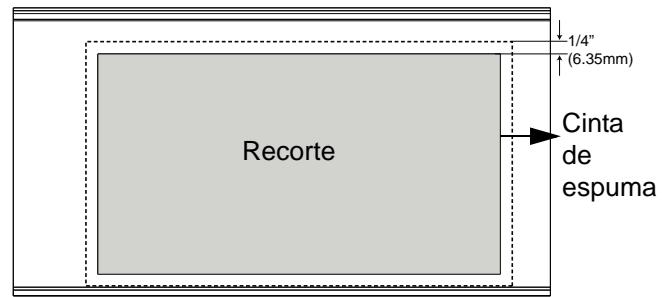 1/4”
(6.35mm)
Recorte
Cinta
de
espuma